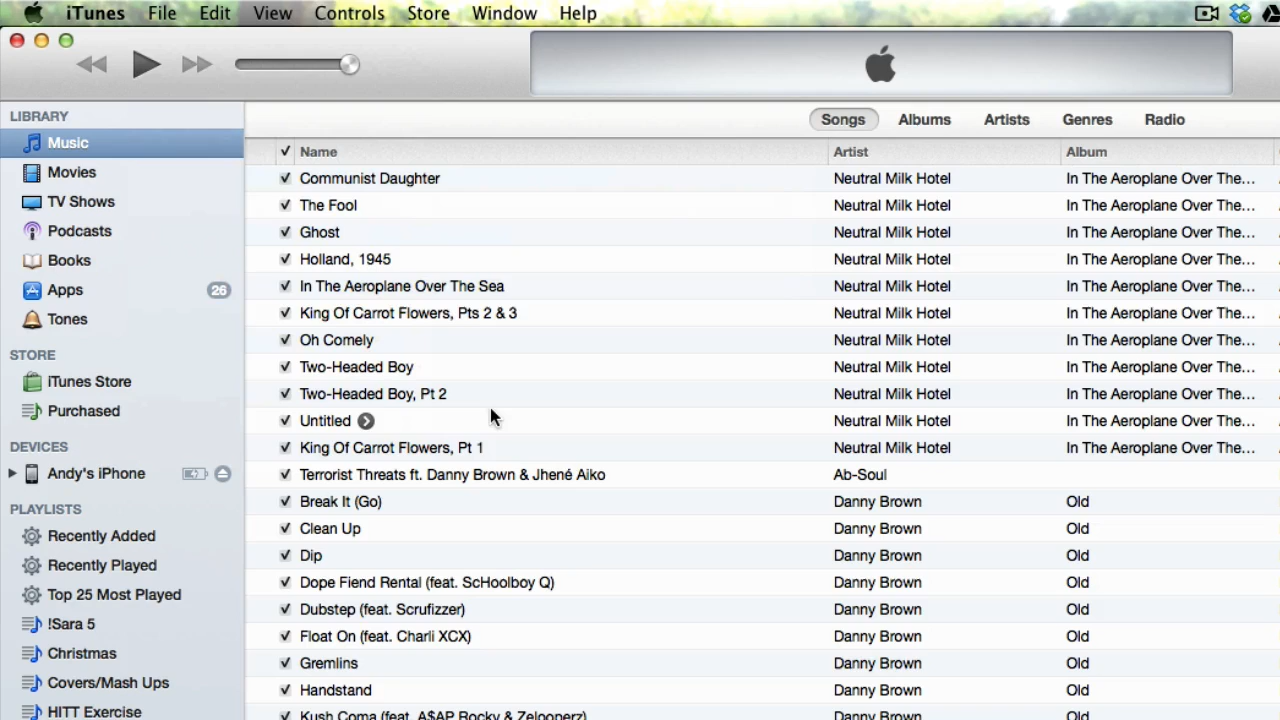 iTunes File Edit View Controls Store Window Help
LIBRARY
Music
Movies
TV Shows
Podcasts
Books
Apps 26
Tones
STORE
iTunes Store
Purchased
DEVICES
Andy's iPhone
PLAYLISTS
Recently Added
Recently Played
Top 25 Most Played
!Sara 5
Christmas
Covers/Mash Ups
HITT Exercise
Songs Albums Artists Genres Radio
✓ Name Artist Album
✓ Communist Daughter Neutral Milk Hotel In The Aeroplane Over The...
✓ The Fool Neutral Milk Hotel In The Aeroplane Over The...
✓ Ghost Neutral Milk Hotel In The Aeroplane Over The...
✓ Holland, 1945 Neutral Milk Hotel In The Aeroplane Over The...
✓ In The Aeroplane Over The Sea Neutral Milk Hotel In The Aeroplane Over The...
✓ King Of Carrot Flowers, Pts 2 & 3 Neutral Milk Hotel In The Aeroplane Over The...
✓ Oh Comely Neutral Milk Hotel In The Aeroplane Over The...
✓ Two-Headed Boy Neutral Milk Hotel In The Aeroplane Over The...
✓ Two-Headed Boy, Pt 2 Neutral Milk Hotel In The Aeroplane Over The...
✓ Untitled Neutral Milk Hotel In The Aeroplane Over The...
✓ King Of Carrot Flowers, Pt 1 Neutral Milk Hotel In The Aeroplane Over The...
✓ Terrorist Threats ft. Danny Brown & Jhené Aiko Ab-Soul
✓ Break It (Go) Danny Brown Old
✓ Clean Up Danny Brown Old
✓ Dip Danny Brown Old
✓ Dope Fiend Rental (feat. ScHoolboy Q) Danny Brown Old
✓ Dubstep (feat. Scrufizzer) Danny Brown Old
✓ Float On (feat. Charli XCX) Danny Brown Old
✓ Gremlins Danny Brown Old
✓ Handstand Danny Brown Old
✓ Kush Coma (feat. A$AP Rocky & Zelooperz) Danny Brown Old